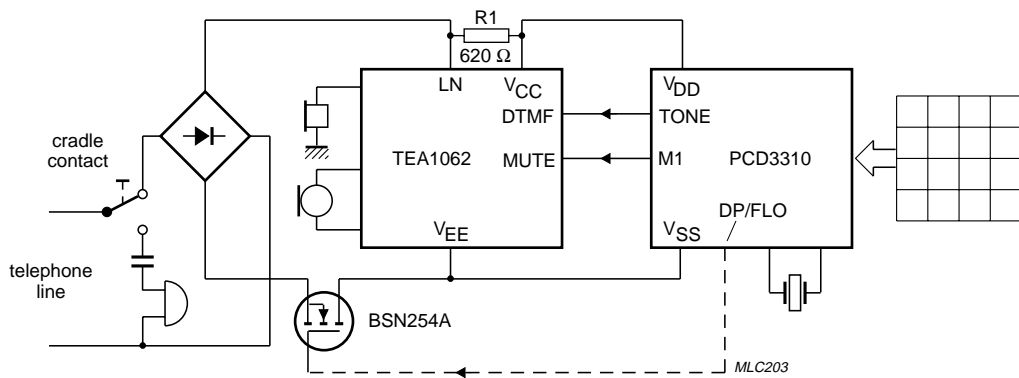 R1
620 Ω
LN
VCC
VDD
DTMF
TONE
cradle
contact
TEA1062
MUTE
M1
PCD3310
DP/FLO
VEE
VSS
telephone
line
BSN254A
MLC203